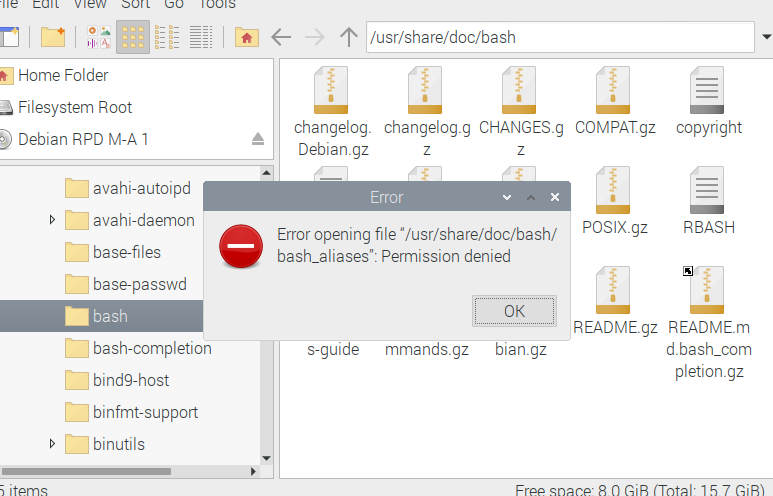 File Edit View Sort Go Tools
/usr/share/doc/bash
Home Folder
Filesystem Root
Debian RPD M-A 1
avahi-autoipd
avahi-daemon
base-files
base-passwd
bash
bash-completion
bind9-host
binfmt-support
binutils
changelog.
Debian.gz
changelog.g
z
CHANGES.g
z
COMPAT.gz
copyright
POSIX.gz
RBASH
s-guide
mmands.gz
bian.gz
README.gz
README.m
d.bash_co
mpletion.gz
Error
Error opening file “/usr/share/doc/bash/
bash_aliases”: Permission denied
OK
5 items
Free space: 8.0 GiB (Total: 15.7 GiB)